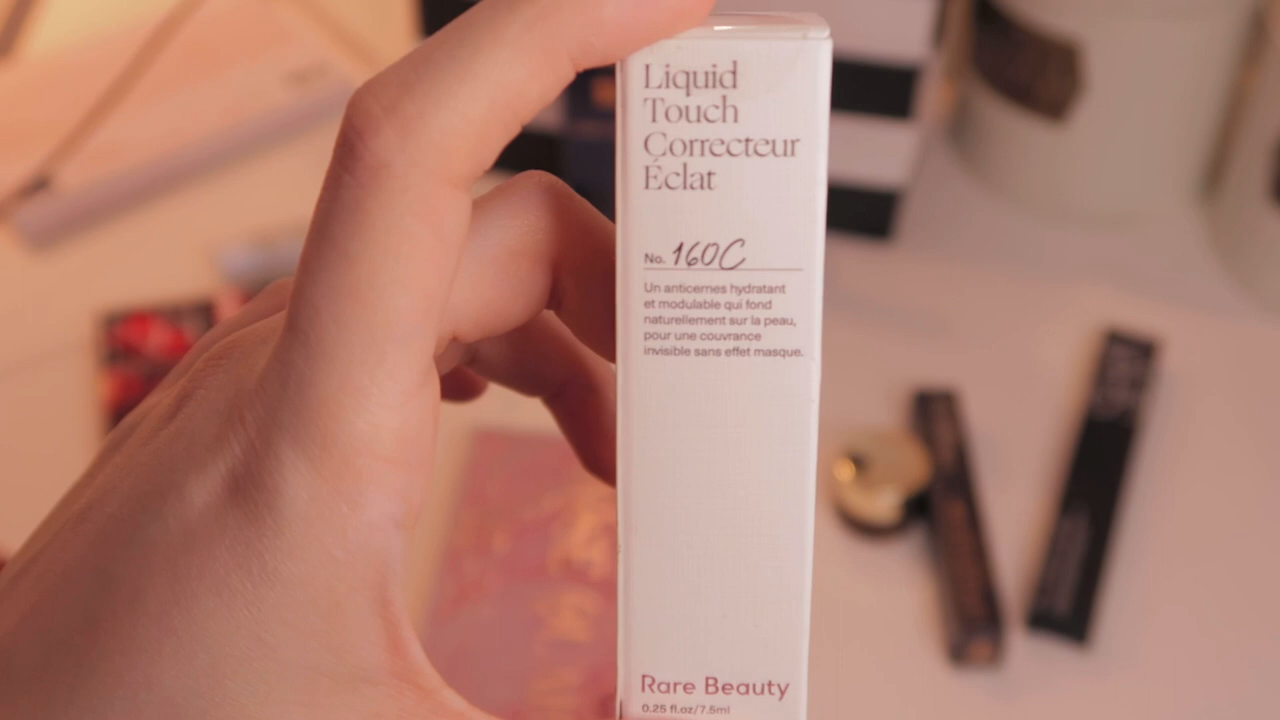 Liquid
Touch
Correcteur
Éclat
No. 160C
Un anticernes hydratant
et modulable qui fond
naturellement sur la peau,
pour une couvrance
invisible sans effet masque.
Rare Beauty
0.25 fl.oz/7.5ml